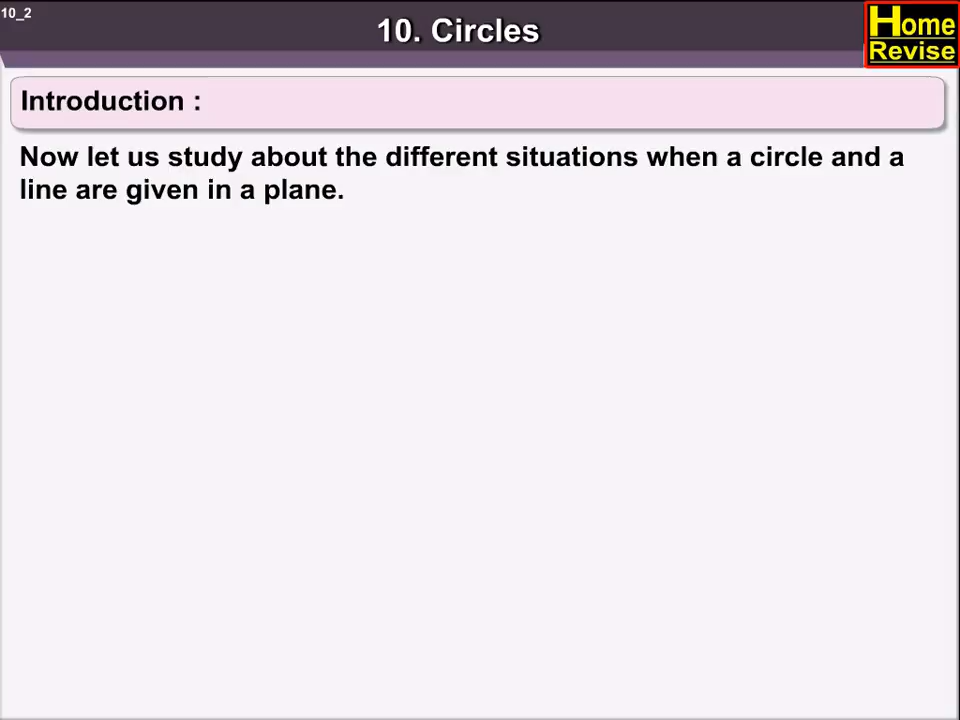 10_2
10. Circles
Home
Revise
Introduction :
Now let us study about the different situations when a circle and a
line are given in a plane.